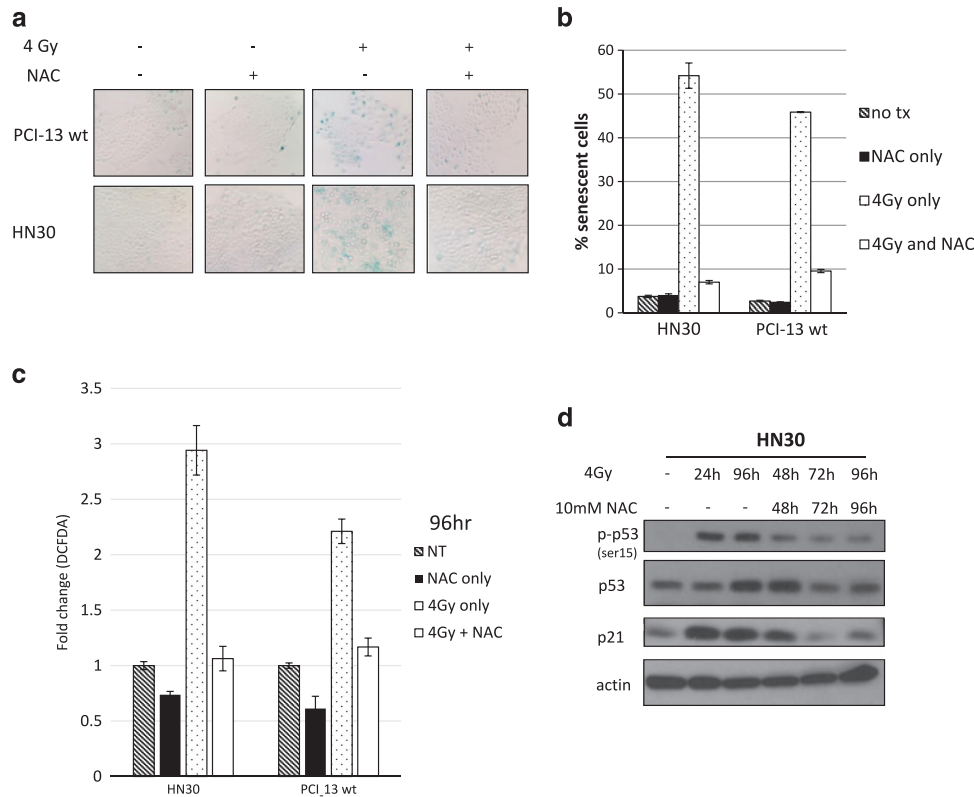 a
4 Gy - - + +
NAC - + - +
PCI-13 wt
HN30
b
% senescent cells
60
50
40
30
20
10
0
HN30 PCI-13 wt
no tx
NAC only
4Gy only
4Gy and NAC
c
Fold change (DCFDA)
3.5
3
2.5
2
1.5
1
0.5
0
HN30 PCI_13 wt
96hr
NT
NAC only
4Gy only
4Gy + NAC
d
HN30
4Gy - 24h 96h 48h 72h 96h
10mM NAC - - - 48h 72h 96h
p-p53
(ser15)
p53
p21
actin